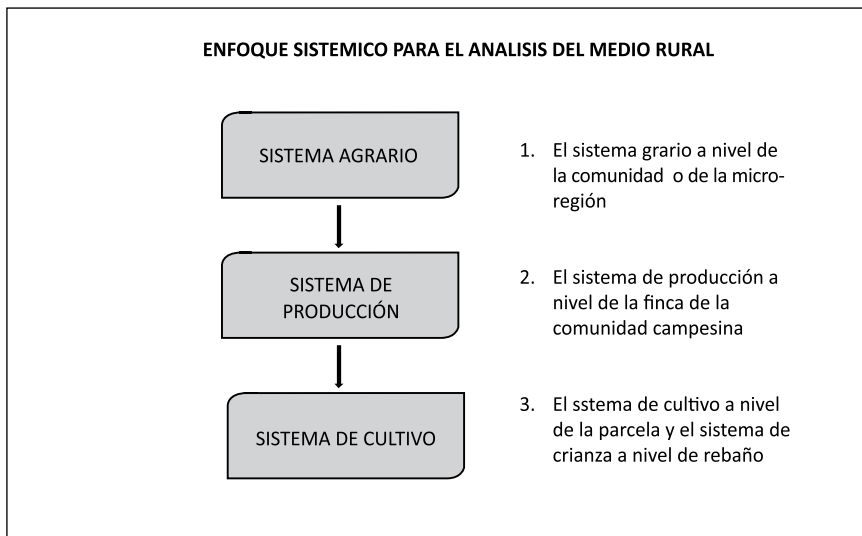 ENFOQUE SISTEMICO PARA EL ANALISIS DEL MEDIO RURAL
SISTEMA AGRARIO
1. El sistema grario a nivel de
la comunidad o de la micro-
región
SISTEMA DE
PRODUCCIÓN
2. El sistema de producción a
nivel de la finca de la
comunidad campesina
SISTEMA DE CULTIVO
3. El sstema de cultivo a nivel
de la parcela y el sistema de
crianza a nivel de rebaño